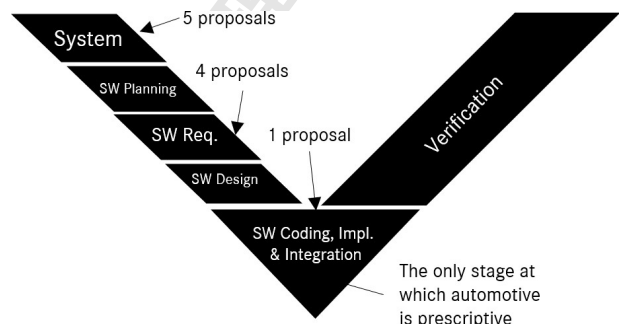 5 proposals
System
4 proposals
SW Planning
SW Req.
1 proposal
SW Design
Verification
SW Coding, Impl.
& Integration
The only stage at
which automotive
is prescriptive